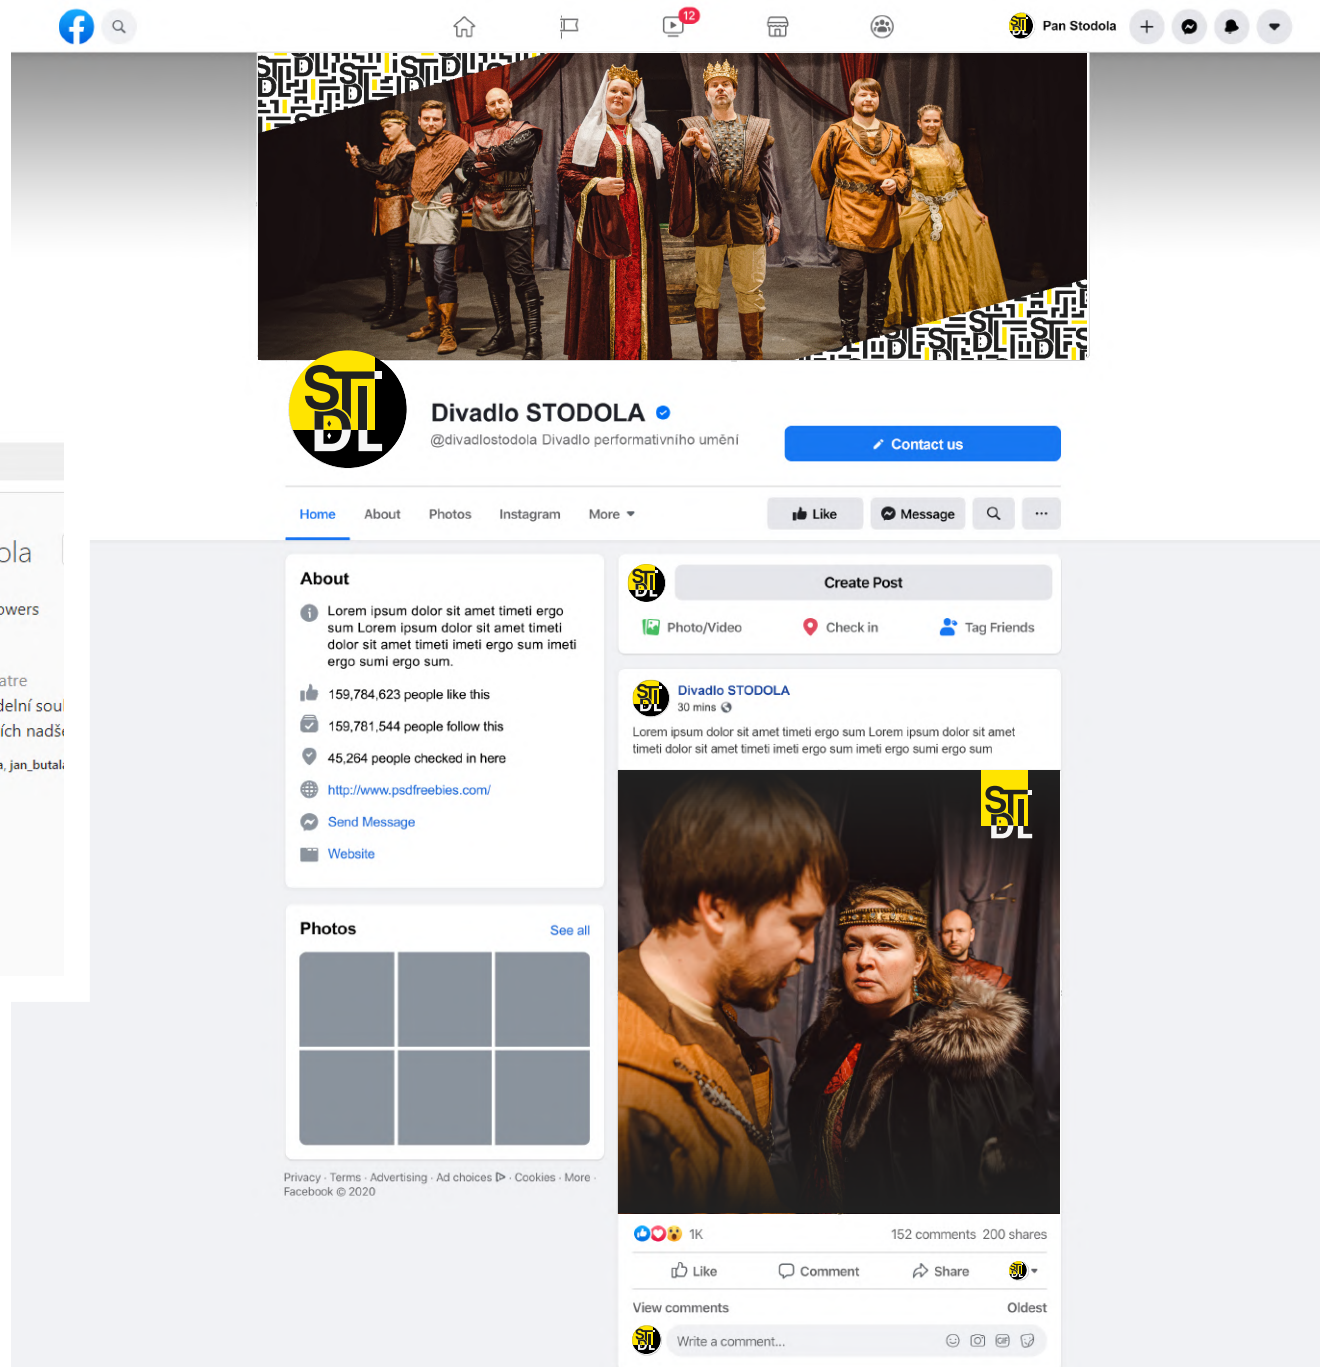 12
Pan Stodola
STDL
Divadlo STODOLA
@divadlostodola Divadlo performativního umění
Contact us
Home About Photos Instagram More
Like Message
ola
owers
atre
delní soul
ích nadše
a, jan_butala
About
Lorem ipsum dolor sit amet timeti ergo
sum Lorem ipsum dolor sit amet timeti
dolor sit amet timeti imeti ergo sum imeti
ergo sumi ergo sum.
159,784,623 people like this
159,781,544 people follow this
45,264 people checked in here
http://www.psdfreebies.com/
Send Message
Website
Photos
See all
Privacy · Terms · Advertising · Ad choices · Cookies · More ·
Facebook © 2020
Create Post
Photo/Video Check in Tag Friends
Divadlo STODOLA
30 mins
Lorem ipsum dolor sit amet timeti ergo sum Lorem ipsum dolor sit amet
timeti dolor sit amet timeti imeti ergo sum imeti ergo sumi ergo sum
STDL
1K
152 comments 200 shares
Like Comment Share
View comments
Oldest
Write a comment...
GIF